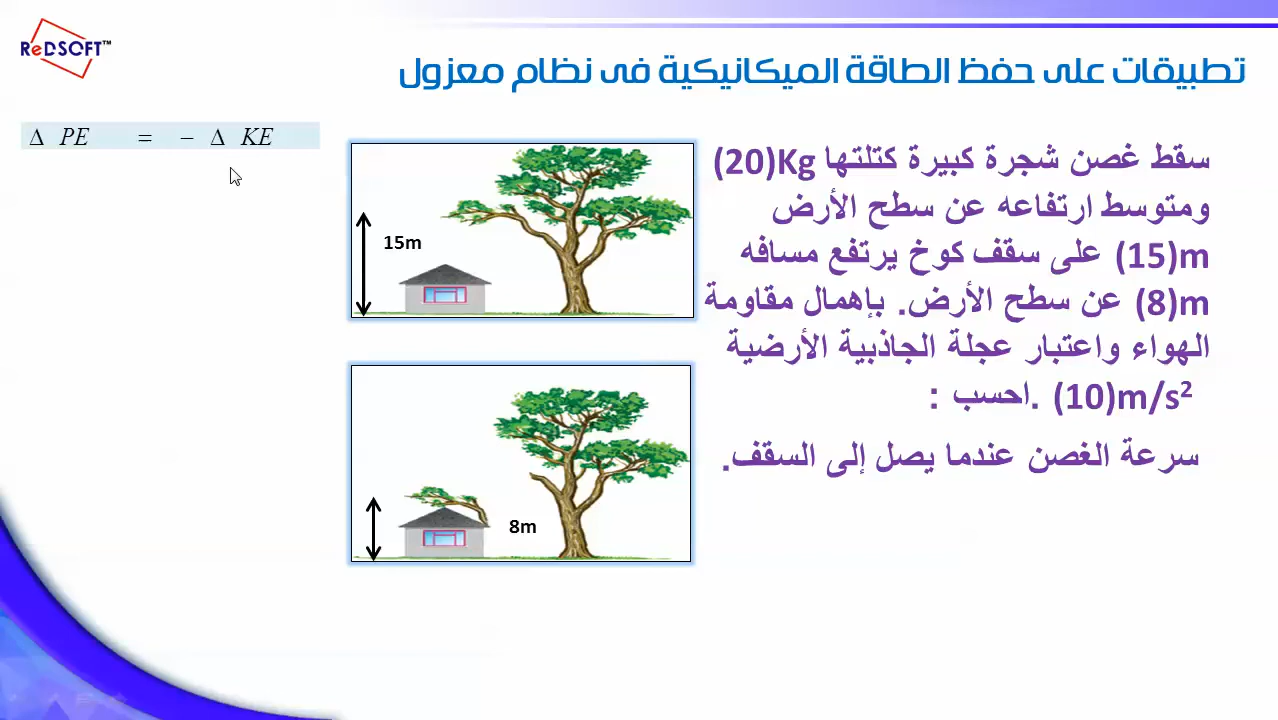 ReDSOFT™
تطبيقات على حفظ الطاقة الميكانيكية فى نظام معزول
Δ PE = − Δ KE
سقط غصن شجرة كبيرة كتلتها Kg(20)
ومتوسط ارتفاعه عن سطح الأرض
m(15) على سقف كوخ يرتفع مسافه
m(8) عن سطح الأرض. بإهمال مقاومة
الهواء واعتبار عجلة الجاذبية الأرضية
m/s²(10) .احسب :
سرعة الغصن عندما يصل إلى السقف.
15m
8m